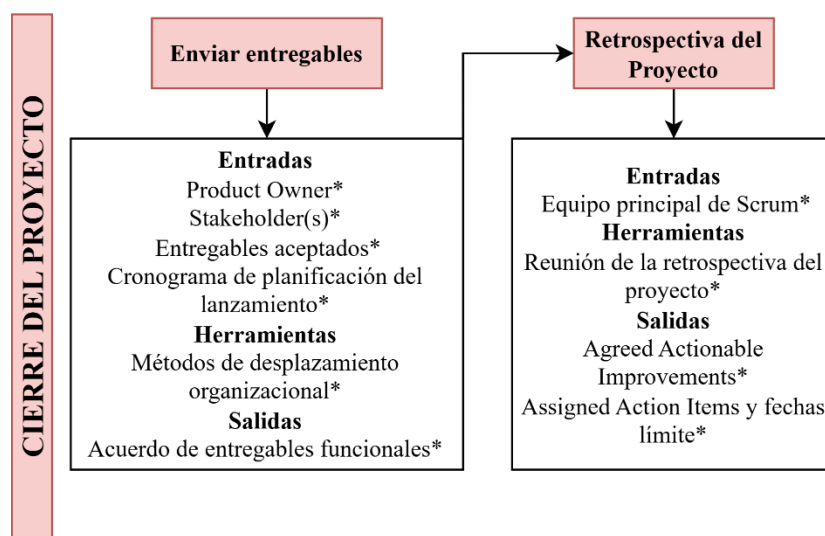 CIERRE DEL PROYECTO
Enviar entregables
Entradas
Product Owner*
Stakeholder(s)*
Entregables aceptados*
Cronograma de planificación del
lanzamiento*
Herramientas
Métodos de desplazamiento
organizacional*
Salidas
Acuerdo de entregables funcionales*
Retrospectiva del
Proyecto
Entradas
Equipo principal de Scrum*
Herramientas
Reunión de la retrospectiva del
proyecto*
Salidas
Agreed Actionable
Improvements*
Assigned Action Items y fechas
límite*